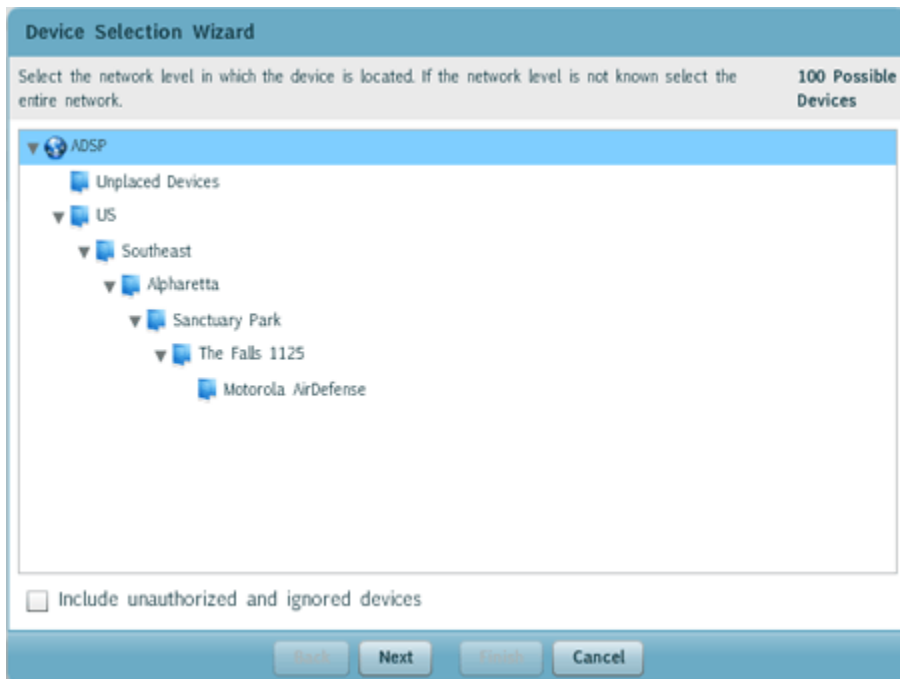 Device Selection Wizard
Select the network level in which the device is located. If the network level is not known select the
entire network.
100 Possible
Devices
ADSP
Unplaced Devices
US
Southeast
Alpharetta
Sanctuary Park
The Falls 1125
Motorola AirDefense
Include unauthorized and ignored devices
Back Next Finish Cancel